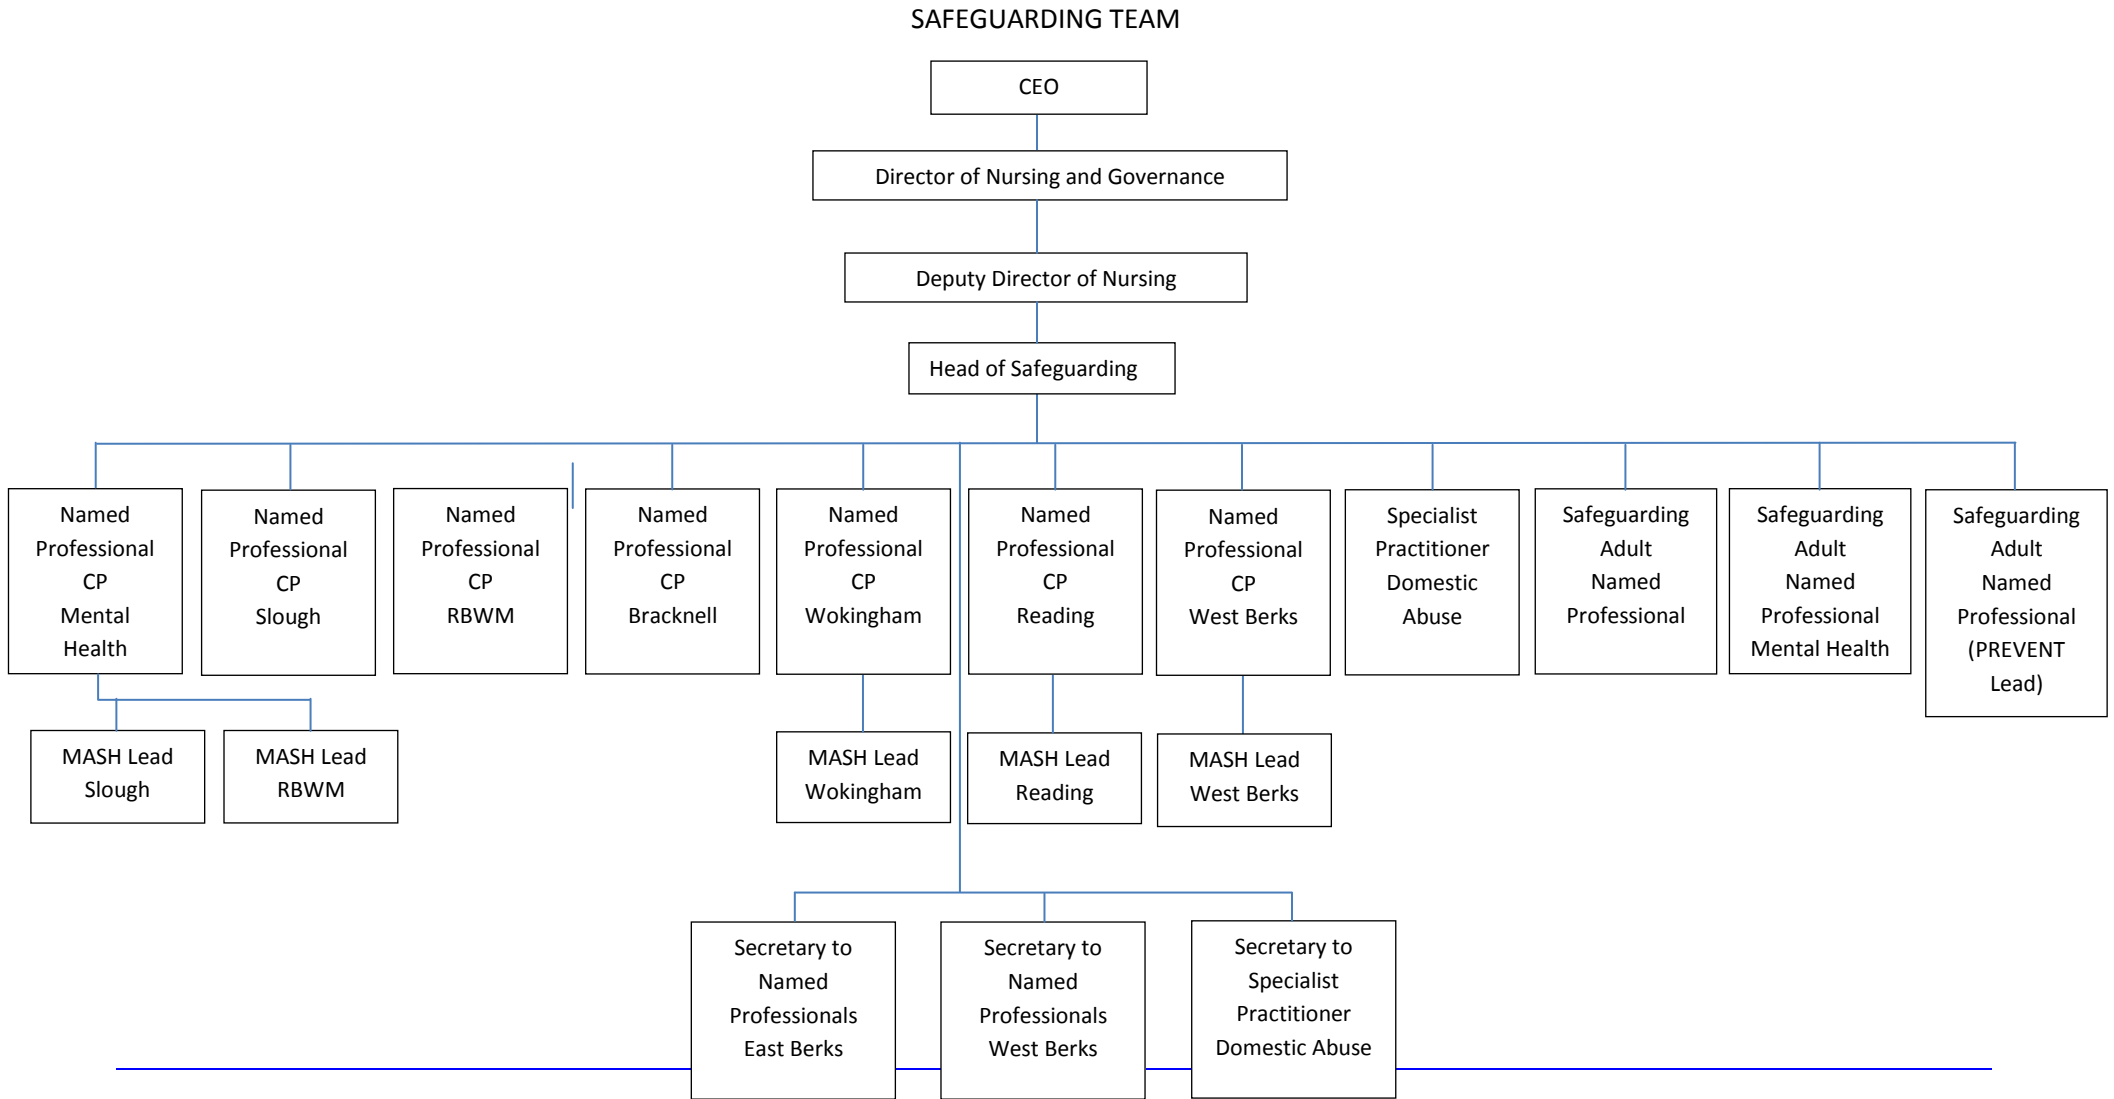 SAFEGUARDING TEAM
CEO
Director of Nursing and Governance
Deputy Director of Nursing
Head of Safeguarding
Named
Professional
CP
Mental
Health
Named
Professional
CP
Slough
Named
Professional
CP
RBWM
Named
Professional
CP
Bracknell
Named
Professional
CP
Wokingham
Named
Professional
CP
Reading
Named
Professional
CP
West Berks
Specialist
Practitioner
Domestic
Abuse
Safeguarding
Adult
Named
Professional
Safeguarding
Adult
Named
Professional
Mental Health
Safeguarding
Adult
Named
Professional
(PREVENT
Lead)
MASH Lead
Slough
MASH Lead
RBWM
MASH Lead
Wokingham
MASH Lead
Reading
MASH Lead
West Berks
Secretary to
Named
Professionals
East Berks
Secretary to
Named
Professionals
West Berks
Secretary to
Specialist
Practitioner
Domestic Abuse